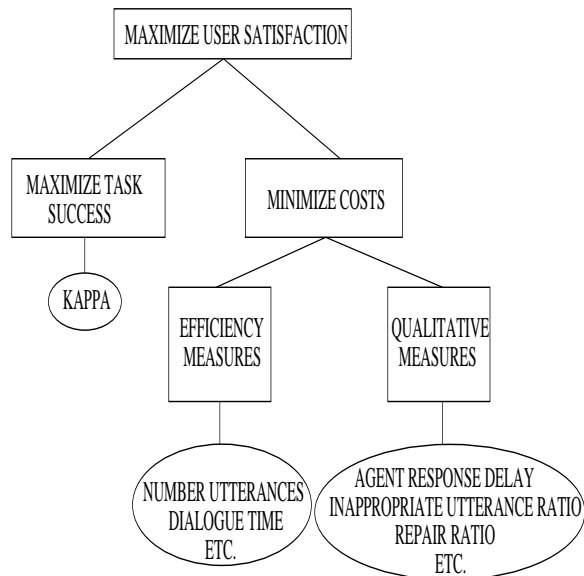 MAXIMIZE USER SATISFACTION
MAXIMIZE TASK
SUCCESS
MINIMIZE COSTS
KAPPA
EFFICIENCY
MEASURES
QUALITATIVE
MEASURES
NUMBER UTTERANCES
DIALOGUE TIME
ETC.
AGENT RESPONSE DELAY
INAPPROPRIATE UTTERANCE RATIO
REPAIR RATIO
ETC.